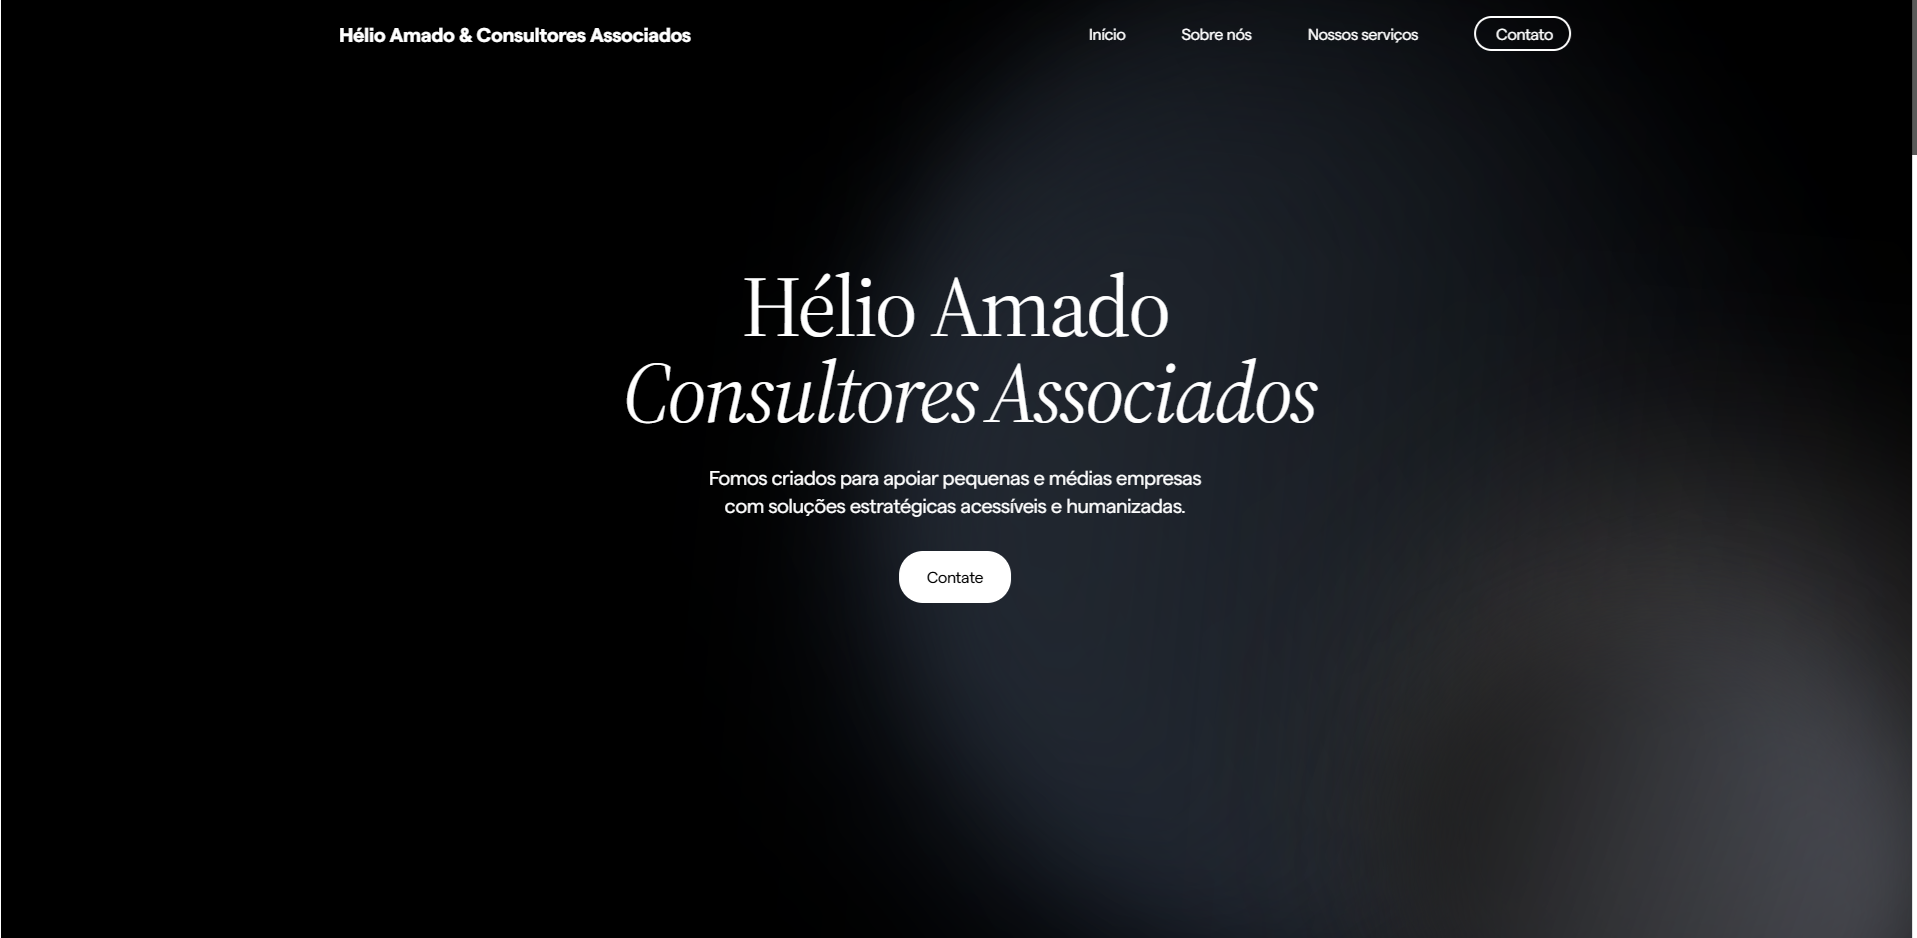 Hélio Amado & Consultores Associados
Início
Sobre nós
Nossos serviços
Contato
Hélio Amado
Consultores Associados
Fomos criados para apoiar pequenas e médias empresas
com soluções estratégicas acessíveis e humanizadas.
Contate